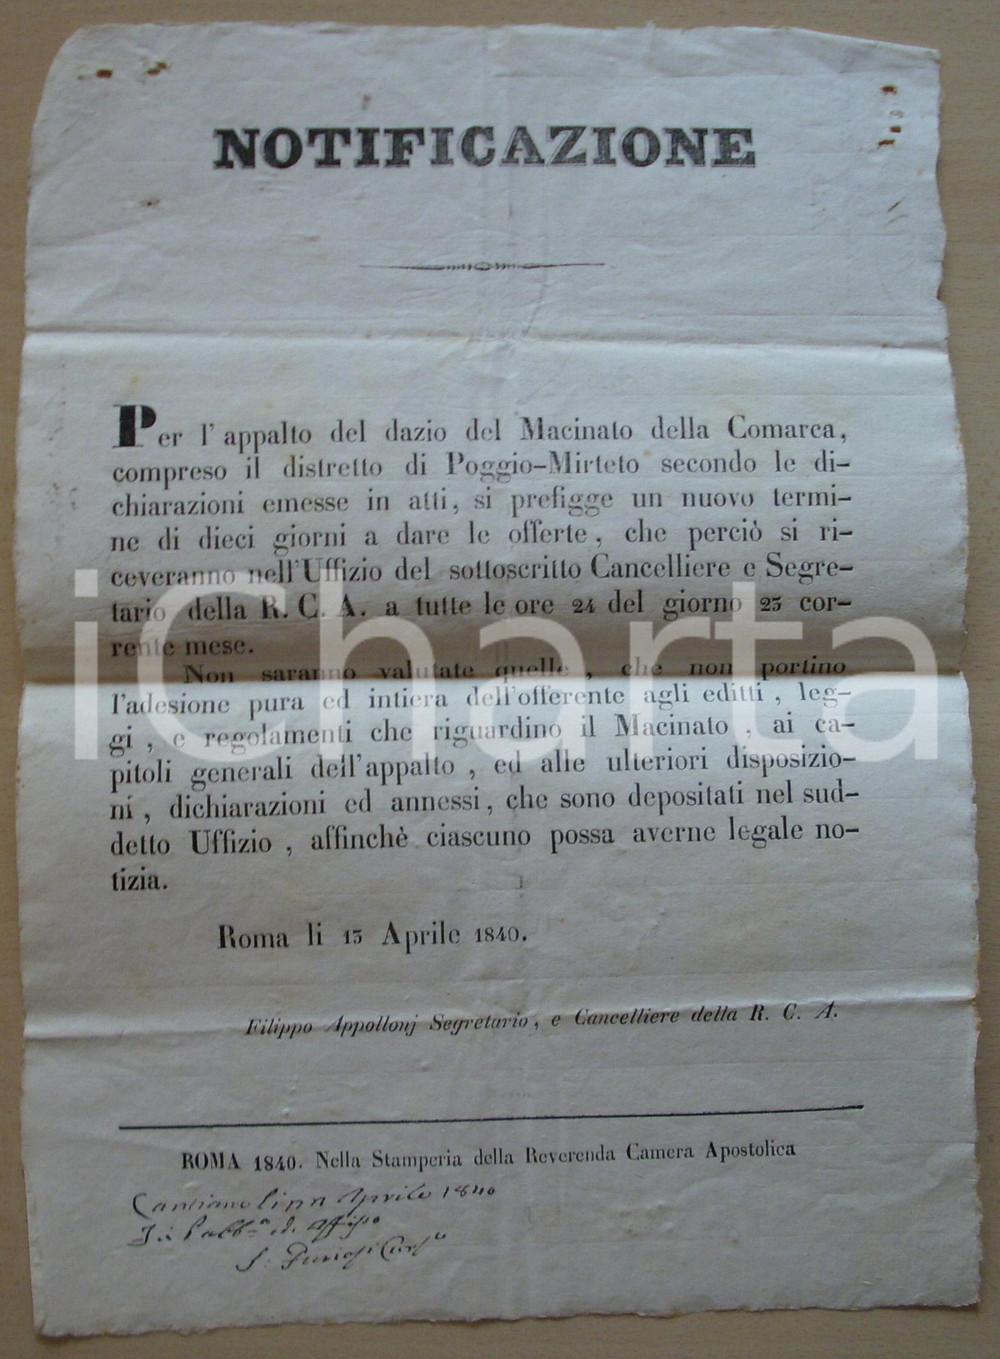 NOTIFICAZIONE
Per l'appalto del dazio del Macinato della Comarca,
compreso il distretto di Poggio-Mirteto secondo le di-
chiarazioni emesse in atti, si prefigge un nuovo termi-
ne di dieci giorni a dare le offerte, che perciò si ri-
ceveranno nell'Uffizio del sottoscritto Cancelliere e Segre-
tario della R. C. A. a tutte le ore 24 del giorno 23 cor-
rente mese.
Non saranno valutate quelle, che non portino
l'adesione pura ed intiera dell'offerente agli editti, leg-
gi, e regolamenti che riguardino il Macinato, ai ca-
pitoli generali dell'appalto, ed alle ulteriori disposizio-
ni, dichiarazioni ed annessi, che sono depositati nel sud-
detto Uffizio, affinchè ciascuno possa averne legale no-
tizia.
Roma li 13 Aprile 1840.
Filippo Appollonj Segretario, e Cancelliere della R. C. A.
ROMA 1840. Nella Stamperia della Reverenda Camera Apostolica
Aprile 1840
iCharta